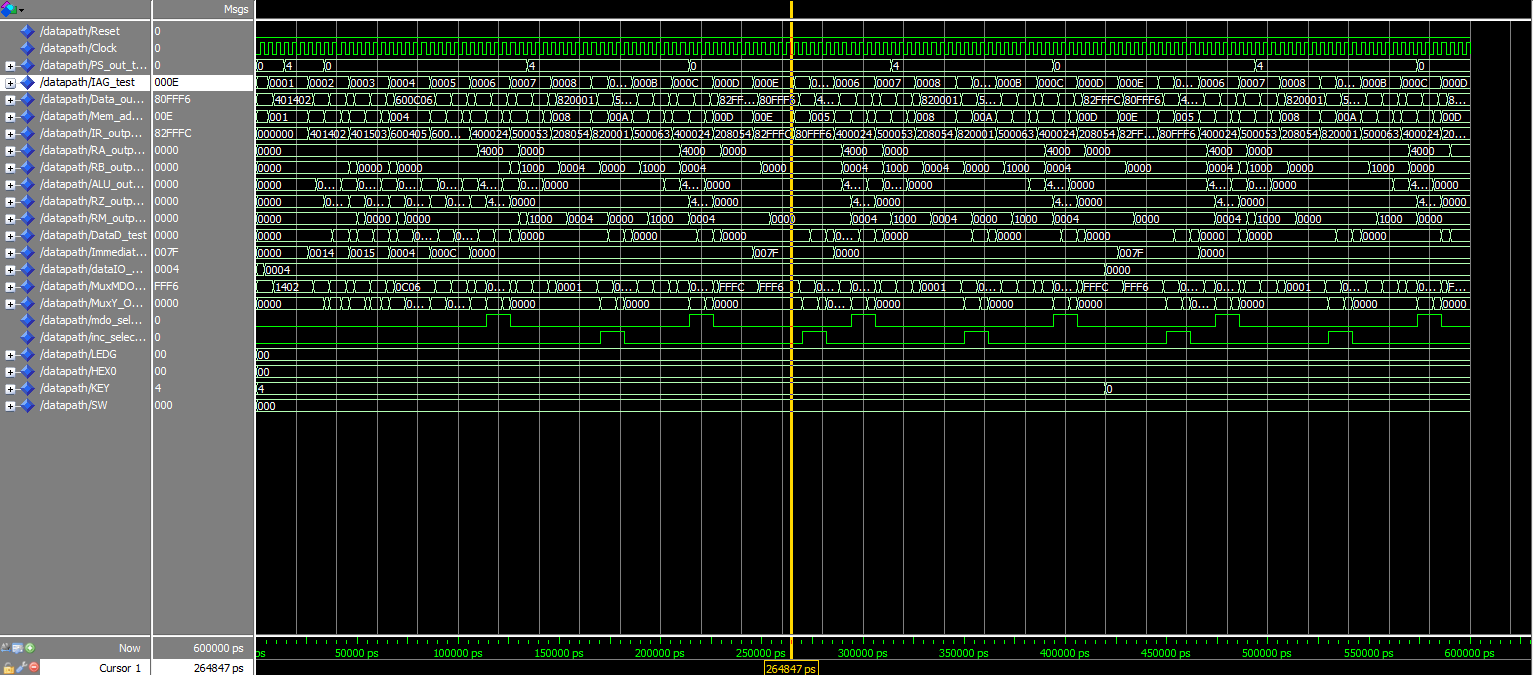 Msgs
/datapath/Reset 0
/datapath/Clock 0
/datapath/PS_out_t... 0 0 4 0 4 0 4 0 4 0
/datapath/IAG_test 000E 0001 0002 0003 0004 0005 0006 0007 0008 0... 000B 000C 000D 000E 0... 0006 0007 0008 0... 000B 000C 000D 000E 0... 0006 0007 0008 0... 000B 000C 000D
/datapath/Data_ou... 80FFF6 401402 600C06 820001 5... 82FF... 80FFF6 4... 820001 5... 82FFFC 80FFF6 4... 820001 5... 8...
/datapath/Mem_ad... 00E 001 004 008 00A 00D 00E 005 008 00A 00D 00E 005 008 00A 00D
/datapath/IR_outp... 82FFFC 000000 401402 401503 600405 600... 400024 500053 208054 820001 500063 400024 208054 82FFFC 80FFF6 400024 500053 208054 820001 500063 400024 208054 82FF... 80FFF6 400024 500053 208054 820001 500063 400024 20...
/datapath/RA_outp... 0000 0000 4000 0000 4000 0000 4000 0000 4000 0000 4000 0000 4000
/datapath/RB_outp... 0000 0000 0000 0000 1000 0004 0000 1000 0004 0000 0004 1000 0004 0000 1000 0004 0000 0004 1000 0000 1000 0000
/datapath/ALU_out... 0000 0000 0... 0... 0... 0... 4... 0... 0000 4... 0000 4... 0... 0000 4... 0000 4... 0... 0000 4... 0000
/datapath/RZ_outp... 0000 0000 0... 0... 0... 0... 4... 0000 4... 0000 4... 0000 4... 0000 4... 0000 4... 0000
/datapath/RM_outp... 0000 0000 0000 0000 1000 0004 0000 1000 0004 0000 0004 1000 0004 0000 1000 0004 0000 0004 1000 0000 1000 0000
/datapath/DataD_test 0000 0000 0... 0... 0000 0000 0000 0... 0000 0000 0000 0000 0000 0000
/datapath/Immediat... 007F 0000 0014 0015 0004 000C 0000 007F 0000 007F 0000
/datapath/dataIO_... 0004 0004 0000
/datapath/MuxMDO... FFF6 1402 0C06 0... 0001 0... 0... FFFC FFF6 0... 0... 0001 0... 0... FFFC FFF6 0... 0... 0001 0... F...
/datapath/MuxY_O... 0000 0000 0... 0... 0000 0000 0000 0... 0000 0000 0000 0... 0000 0000 0000
/datapath/mdo_sel... 0
/datapath/inc_selec... 0
/datapath/LEDG 00 00
/datapath/HEX0 00 00
/datapath/KEY 4 4 0
/datapath/SW 000 000
Now 600000 ps ps 50000 ps 100000 ps 150000 ps 200000 ps 250000 ps 300000 ps 350000 ps 400000 ps 450000 ps 500000 ps 550000 ps 600000 ps
Cursor 1 264847 ps 264847 ps